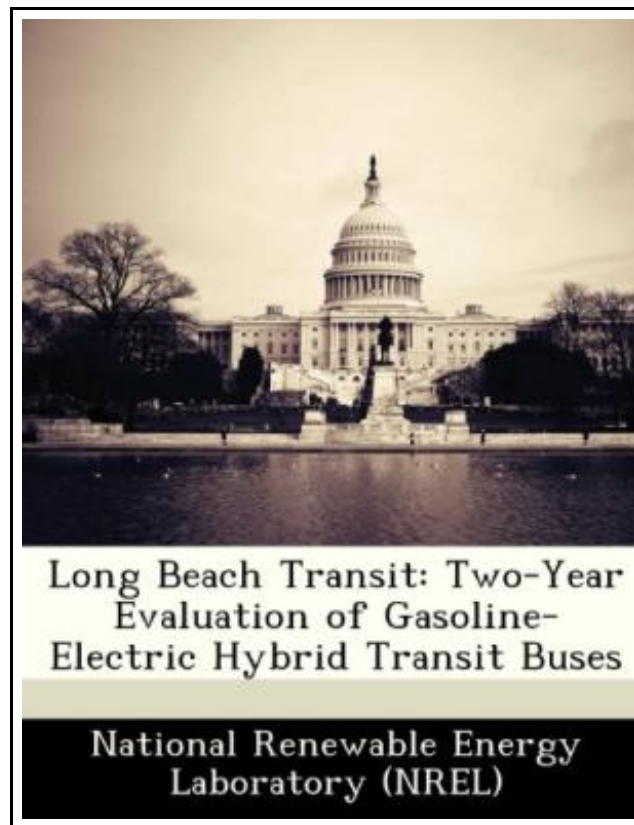 Long Beach Transit: Two-Year
Evaluation of Gasoline-
Electric Hybrid Transit Buses
National Renewable Energy
Laboratory (NREL)